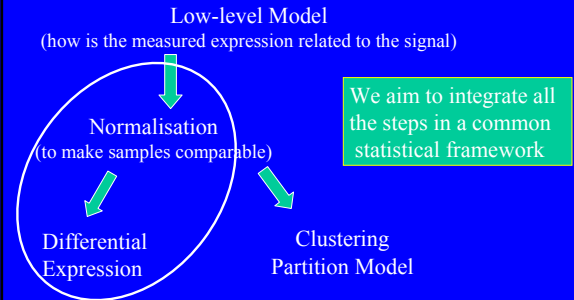 Low-level Model
(how is the measured expression related to the signal)
We aim to integrate all
the steps in a common
statistical framework
Normalisation
(to make samples comparable)
Differential
Expression
Clustering
Partition Model